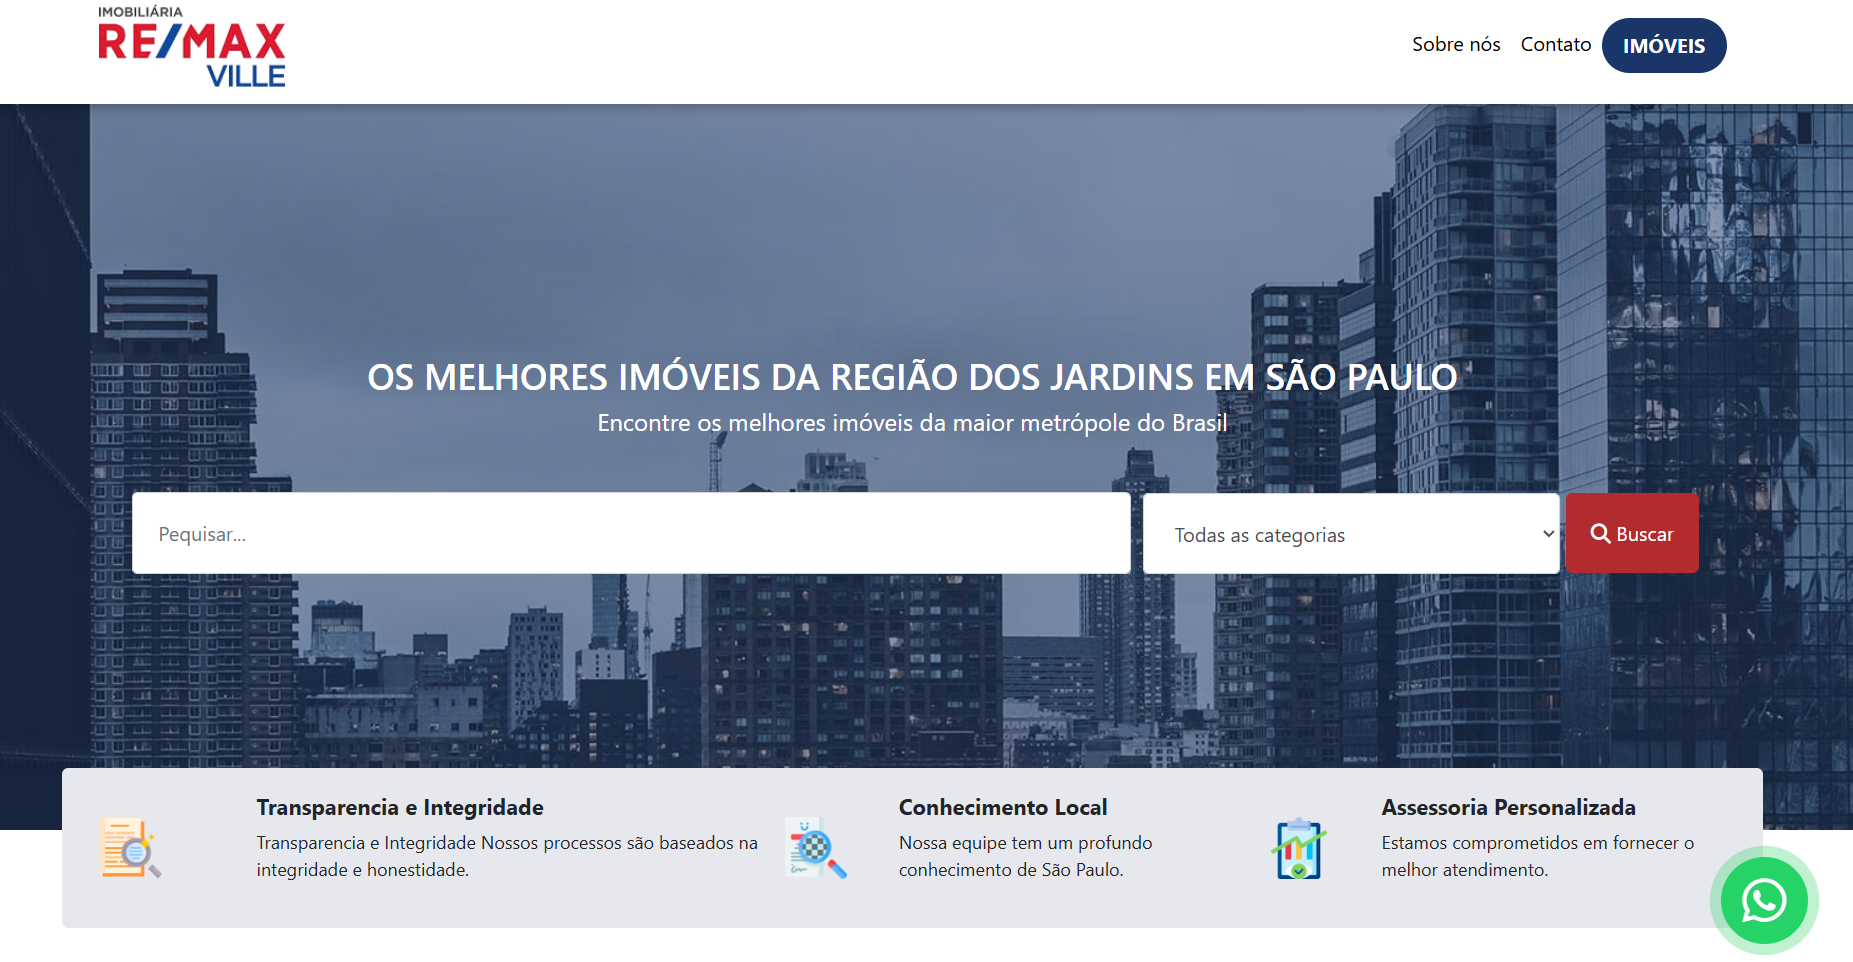 IMOBILIÁRIA
RE/MAX
VILLE
Sobre nós
Contato
IMÓVEIS
OS MELHORES IMÓVEIS DA REGIÃO DOS JARDINS EM SÃO PAULO
Encontre os melhores imóveis da maior metrópole do Brasil
Pequisar...
Todas as categorias
Buscar
Transparencia e Integridade
Transparencia e Integridade Nossos processos são baseados na
integridade e honestidade.
Conhecimento Local
Nossa equipe tem um profundo
conhecimento de São Paulo.
Assessoria Personalizada
Estamos comprometidos em fornecer o
melhor atendimento.